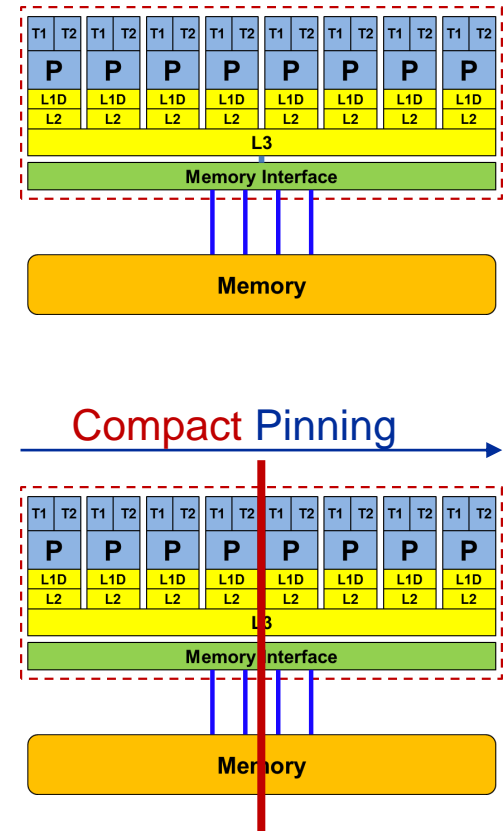 T1 T2 T1 T2 T1 T2 T1 T2 T1 T2 T1 T2 T1 T2 T1 T2
P P P P P P P P
L1D L1D L1D L1D L1D L1D L1D L1D
L2 L2 L2 L2 L2 L2 L2 L2
L3
Memory Interface
Memory
Compact Pinning
T1 T2 T1 T2 T1 T2 T1 T2 T1 T2 T1 T2 T1 T2 T1 T2
P P P P P P P P
L1D L1D L1D L1D L1D L1D L1D L1D
L2 L2 L2 L2 L2 L2 L2 L2
L3
Memory Interface
Memory